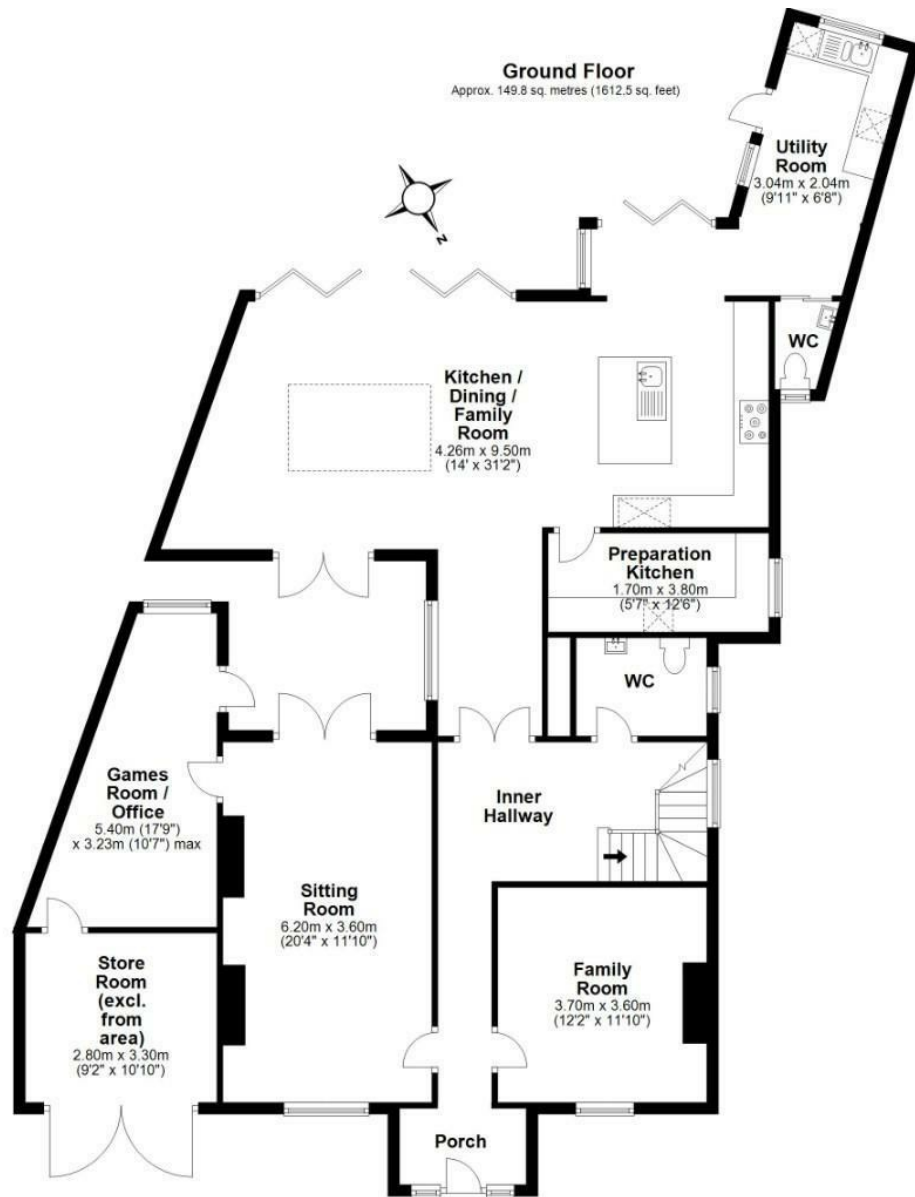 Ground Floor
Approx. 149.8 sq. metres (1612.5 sq. feet)
Utility
Room
3.04m x 2.04m
(9'11" x 6'8")
N
WC
Kitchen /
Dining /
Family
Room
4.26m x 9.50m
(14' x 31'2")
Preparation
Kitchen
1.70m x 3.80m
(5'7" x 12'6")
WC
Games
Room /
Office
5.40m (17'9")
x 3.23m (10'7") max
Inner
Hallway
Sitting
Room
6.20m x 3.60m
(20'4" x 11'10")
Store
Room
(excl.
from
area)
2.80m x 3.30m
(9'2" x 10'10")
Family
Room
3.70m x 3.60m
(12'2" x 11'10")
Porch